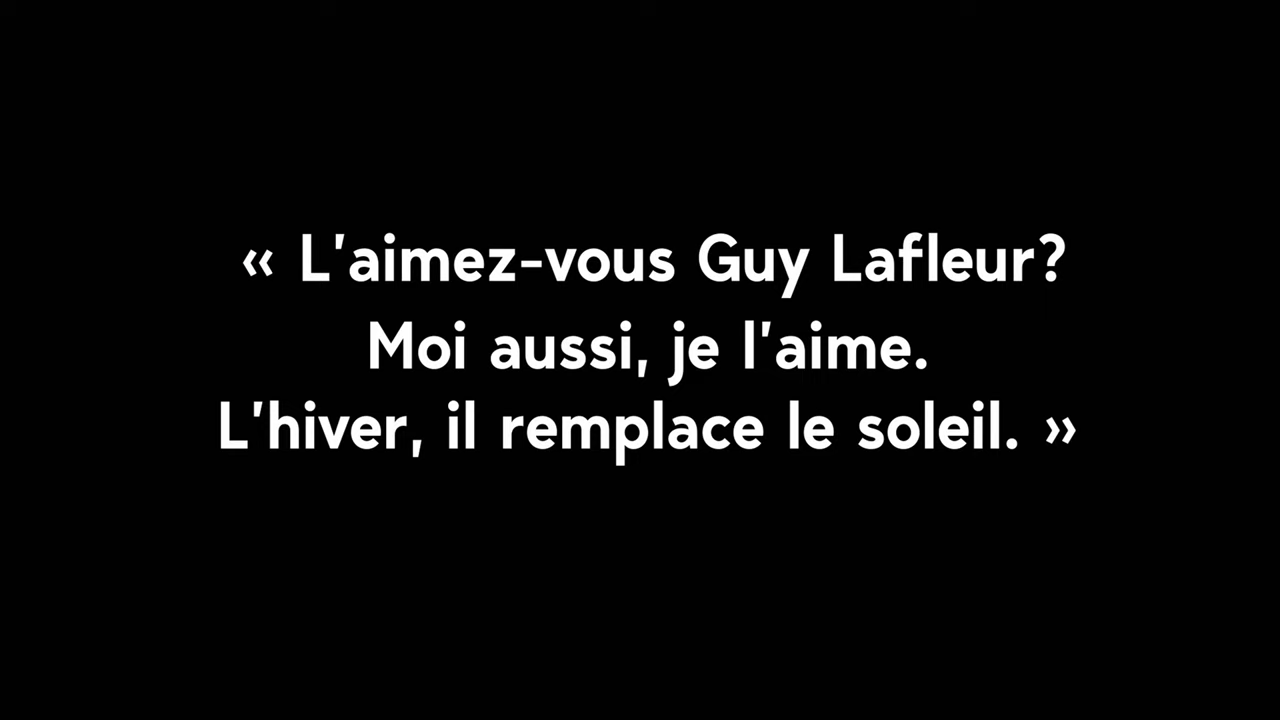 « L'aimez-vous Guy Lafleur?
Moi aussi, je l'aime.
L'hiver, il remplace le soleil. »